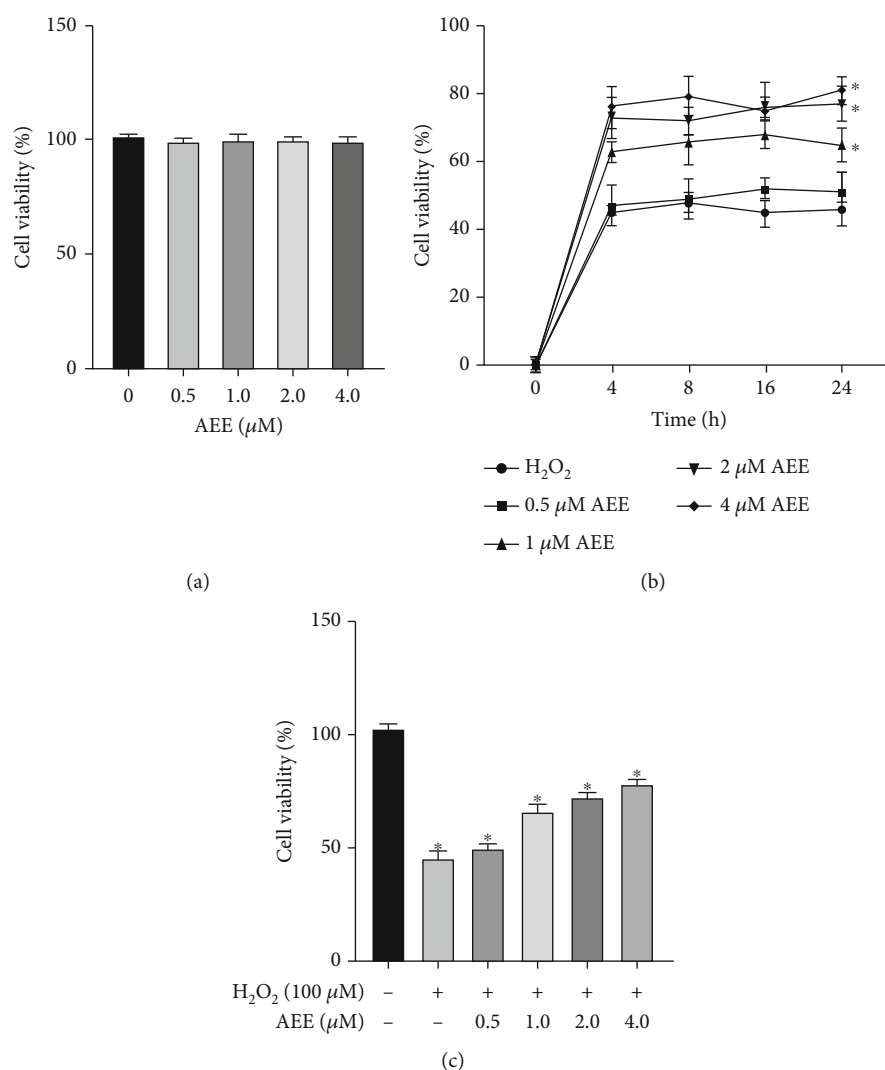 150
100
50
0
Cell viability (%)
0 0.5 1.0 2.0 4.0
AEE (μM)
(a)
100
80
60
40
20
0
Cell viability (%)
* 
* 
* 
0 4 8 16 24
Time (h)
H₂O₂
0.5 μM AEE
1 μM AEE
2 μM AEE
4 μM AEE
(b)
150
100
50
0
Cell viability (%)
* * * * *
H₂O₂ (100 μM) – + + + + +
AEE (μM) – – 0.5 1.0 2.0 4.0
(c)